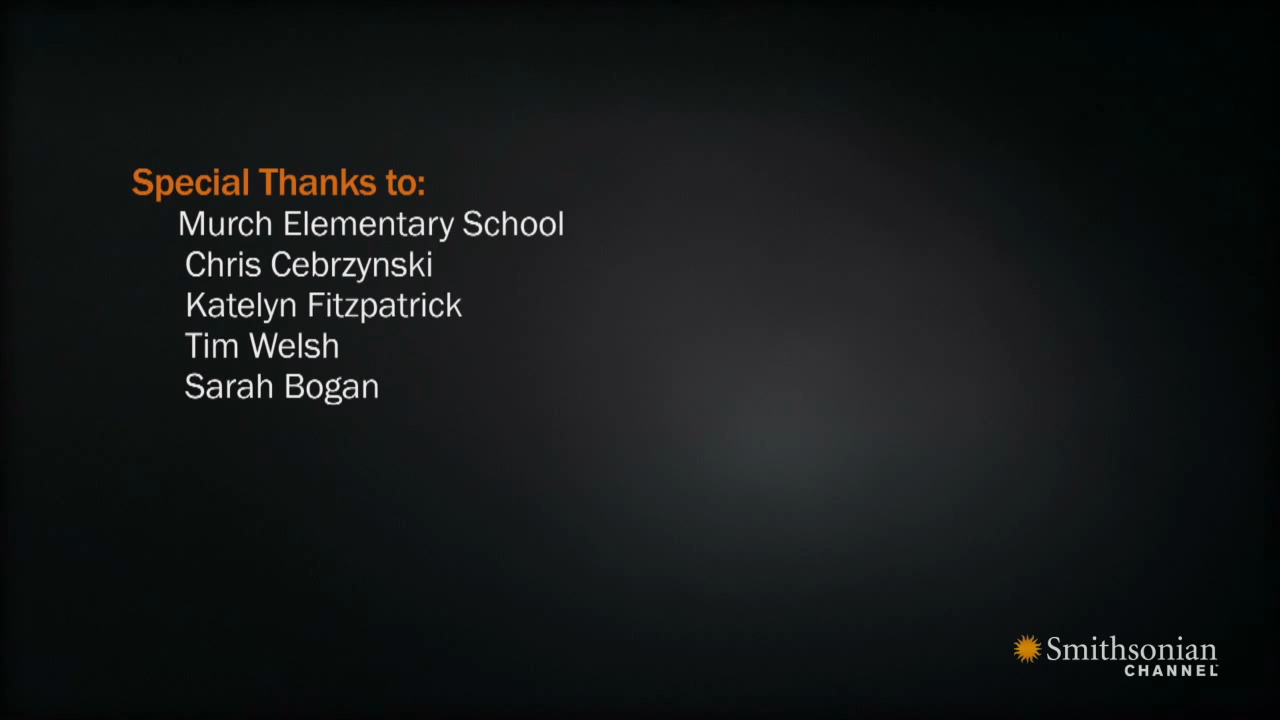 Special Thanks to:
Murch Elementary School
Chris Cebrzynski
Katelyn Fitzpatrick
Tim Welsh
Sarah Bogan
Smithsonian
CHANNEL